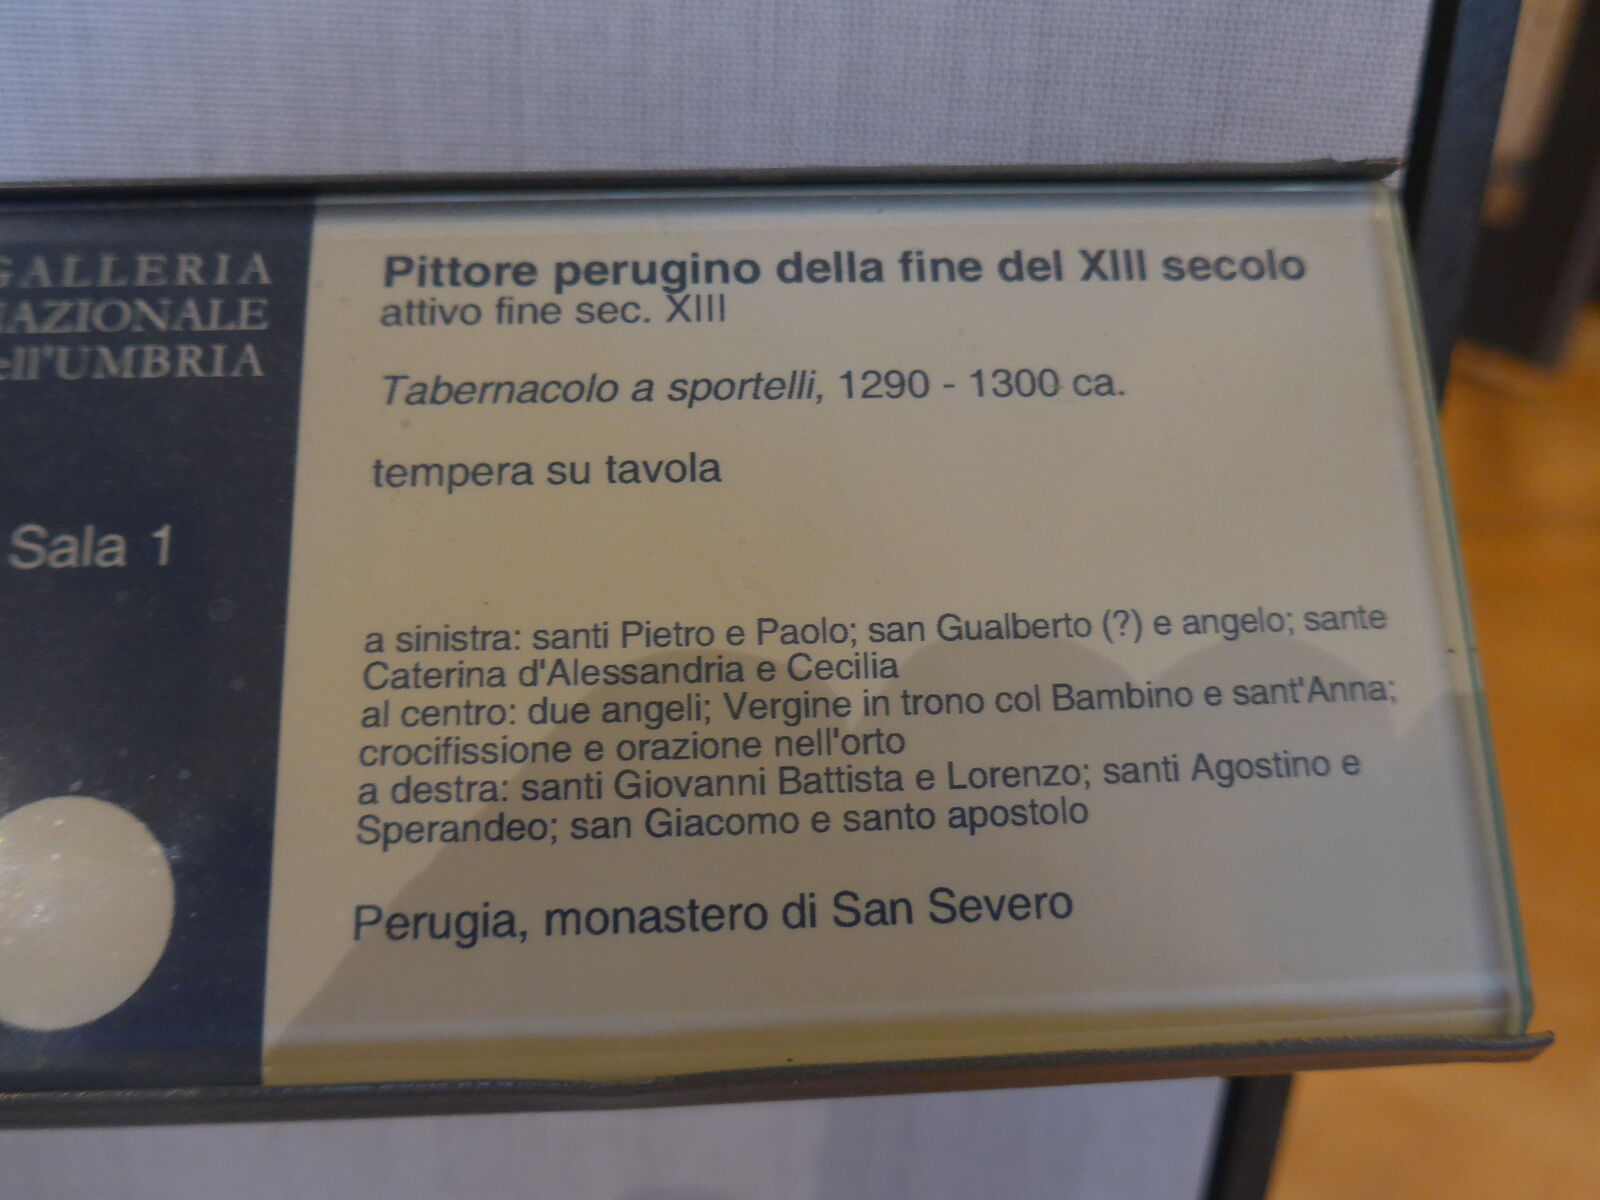 GALLERIA
NAZIONALE
dell'UMBRIA
Sala 1
Pittore perugino della fine del XIII secolo
attivo fine sec. XIII
Tabernacolo a sportelli, 1290 - 1300 ca.
tempera su tavola
a sinistra: santi Pietro e Paolo; san Gualberto (?) e angelo; sante
Caterina d'Alessandria e Cecilia
al centro: due angeli; Vergine in trono col Bambino e sant'Anna;
crocifissione e orazione nell'orto
a destra: santi Giovanni Battista e Lorenzo; santi Agostino e
Sperandeo; san Giacomo e santo apostolo
Perugia, monastero di San Severo